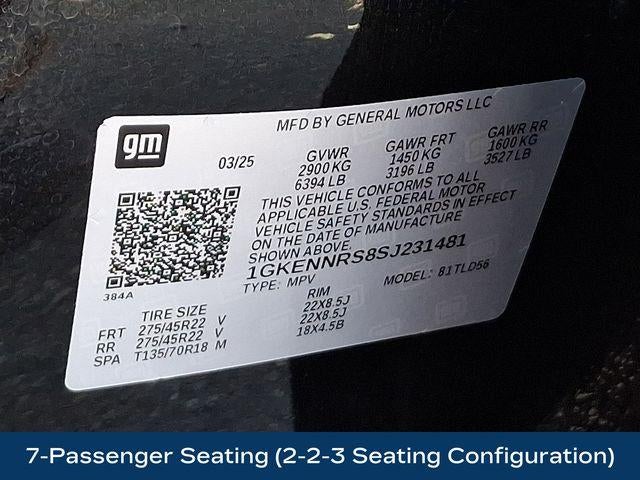 MFD BY GENERAL MOTORS LLC
gm
03/25 GVWR GAWR FRT GAWR RR
2900 KG 1450 KG 1600 KG
6394 LB 3196 LB 3527 LB
THIS VEHICLE CONFORMS TO ALL
APPLICABLE U.S. FEDERAL MOTOR
VEHICLE SAFETY STANDARDS IN EFFECT
ON THE DATE OF MANUFACTURE
SHOWN ABOVE.
1GKENNRS8SJ231481
TYPE: MPV MODEL: 81TLD56
384A
TIRE SIZE RIM
FRT 275/45R22 V 22X8.5J
RR 275/45R22 V 22X8.5J
SPA T135/70R18 M 18X4.5B
7-Passenger Seating (2-2-3 Seating Configuration)